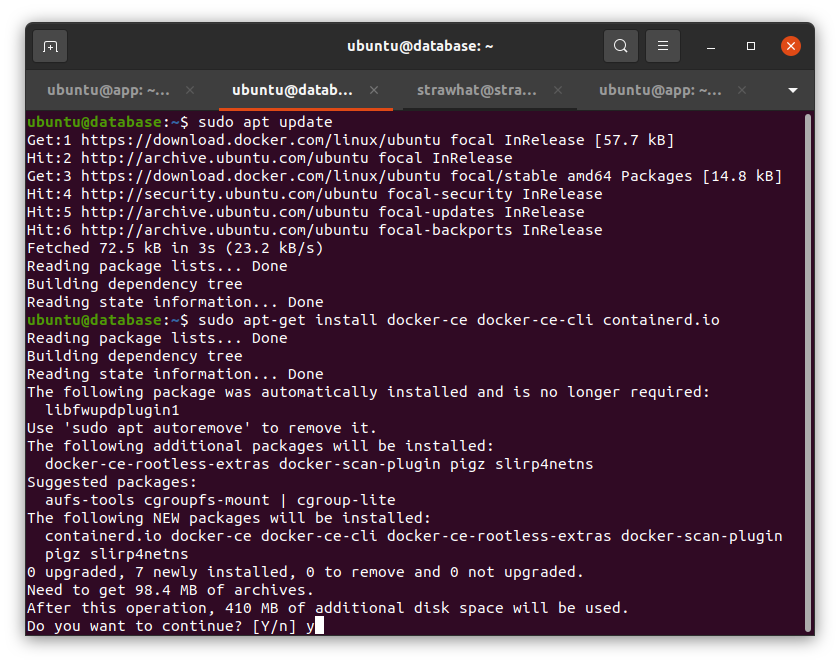 ubuntu@database: ~
ubuntu@app: ~...
ubuntu@datab...
strawhat@stra...
ubuntu@app: ~...
ubuntu@database:~$ sudo apt update
Get:1 https://download.docker.com/linux/ubuntu focal InRelease [57.7 kB]
Hit:2 http://archive.ubuntu.com/ubuntu focal InRelease
Get:3 https://download.docker.com/linux/ubuntu focal/stable amd64 Packages [14.8 kB]
Hit:4 http://security.ubuntu.com/ubuntu focal-security InRelease
Hit:5 http://archive.ubuntu.com/ubuntu focal-updates InRelease
Hit:6 http://archive.ubuntu.com/ubuntu focal-backports InRelease
Fetched 72.5 kB in 3s (23.2 kB/s)
Reading package lists... Done
Building dependency tree
Reading state information... Done
ubuntu@database:~$ sudo apt-get install docker-ce docker-ce-cli containerd.io
Reading package lists... Done
Building dependency tree
Reading state information... Done
The following package was automatically installed and is no longer required:
  libfwupdplugin1
Use 'sudo apt autoremove' to remove it.
The following additional packages will be installed:
  docker-ce-rootless-extras docker-scan-plugin pigz slirp4netns
Suggested packages:
  aufs-tools cgroupfs-mount | cgroup-lite
The following NEW packages will be installed:
  containerd.io docker-ce docker-ce-cli docker-ce-rootless-extras docker-scan-plugin
  pigz slirp4netns
0 upgraded, 7 newly installed, 0 to remove and 0 not upgraded.
Need to get 98.4 MB of archives.
After this operation, 410 MB of additional disk space will be used.
Do you want to continue? [Y/n] y